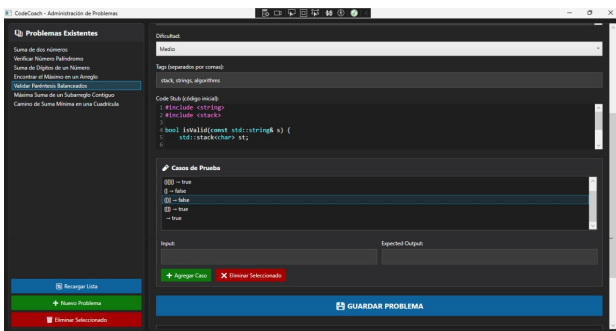 CodeCoach - Administración de Problemas
Problemas Existentes
Suma de dos números
Verificar Número Palíndromo
Suma de Dígitos de un Número
Encontrar el Máximo en un Arreglo
Validar Paréntesis Balanceados
Máxima Suma de un Subarreglo Contiguo
Camino de Suma Mínima en una Cuadrícula
Recargar Lista
+ Nuevo Problema
Eliminar Seleccionado
Dificultad:
Medio
Tags (separados por comas):
stack, strings, algorithms
Code Stub (código inicial):
1 #include <string>
2 #include <stack>
3
4 bool isValid(const std::string& s) {
5 std::stack<char> st;
6
Casos de Prueba
→ true
→ false
→ false
→ true
→ true
Input:
Expected Output:
+ Agregar Caso
Eliminar Seleccionado
GUARDAR PROBLEMA